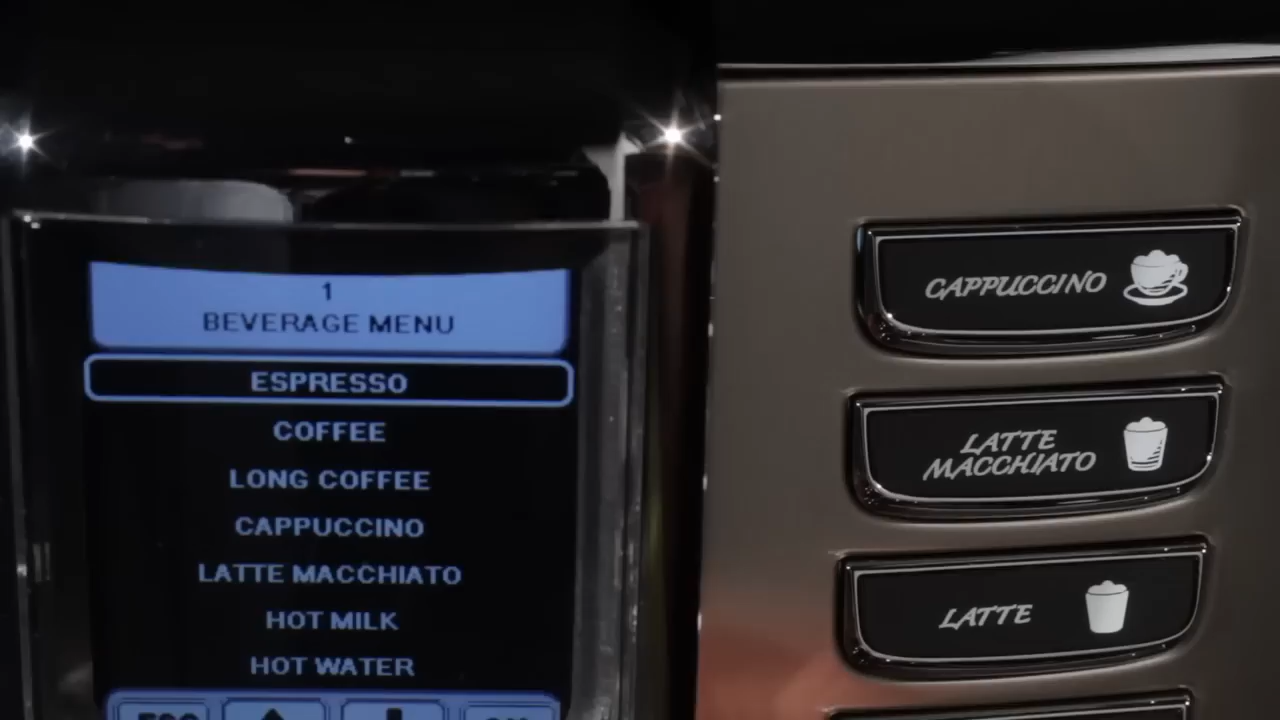 1
BEVERAGE MENU
ESPRESSO
COFFEE
LONG COFFEE
CAPPUCCINO
LATTE MACCHIATO
HOT MILK
HOT WATER
CAPPUCCINO
LATTE
MACCHIATO
LATTE